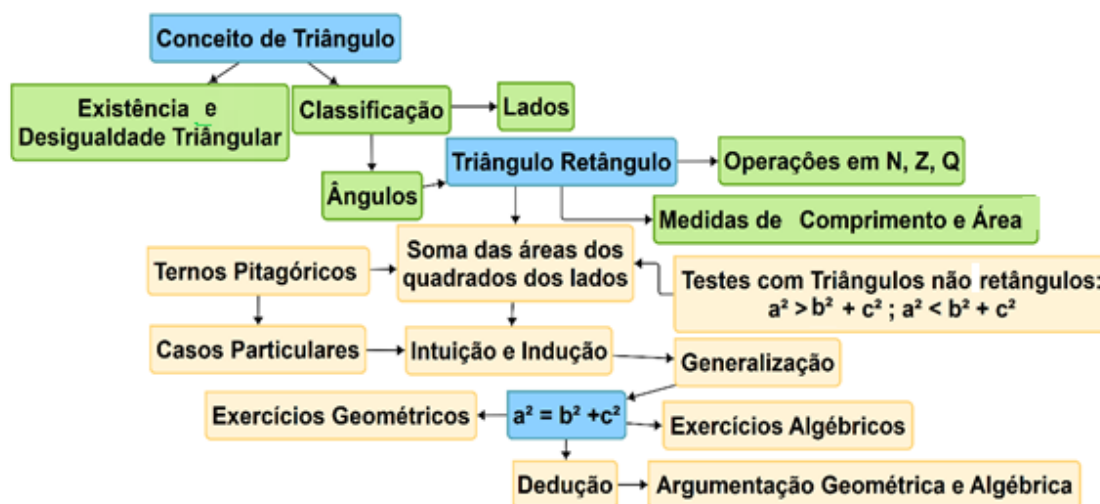 Conceito de Triângulo
Existência e
Desigualdade Triângular
Classificação
Lados
Triângulo Retângulo
Operações em N, Z, Q
Ângulos
Medidas de Comprimento e Área
Soma das áreas dos
quadrados dos lados
Ternos Pitagóricos
Testes com Triângulos não retângulos:
a² > b² + c² ; a² < b² + c²
Casos Particulares
Intuição e Indução
Generalização
Exercícios Geométricos
a² = b² +c²
Exercícios Algébricos
Dedução
Argumentação Geométrica e Algébrica